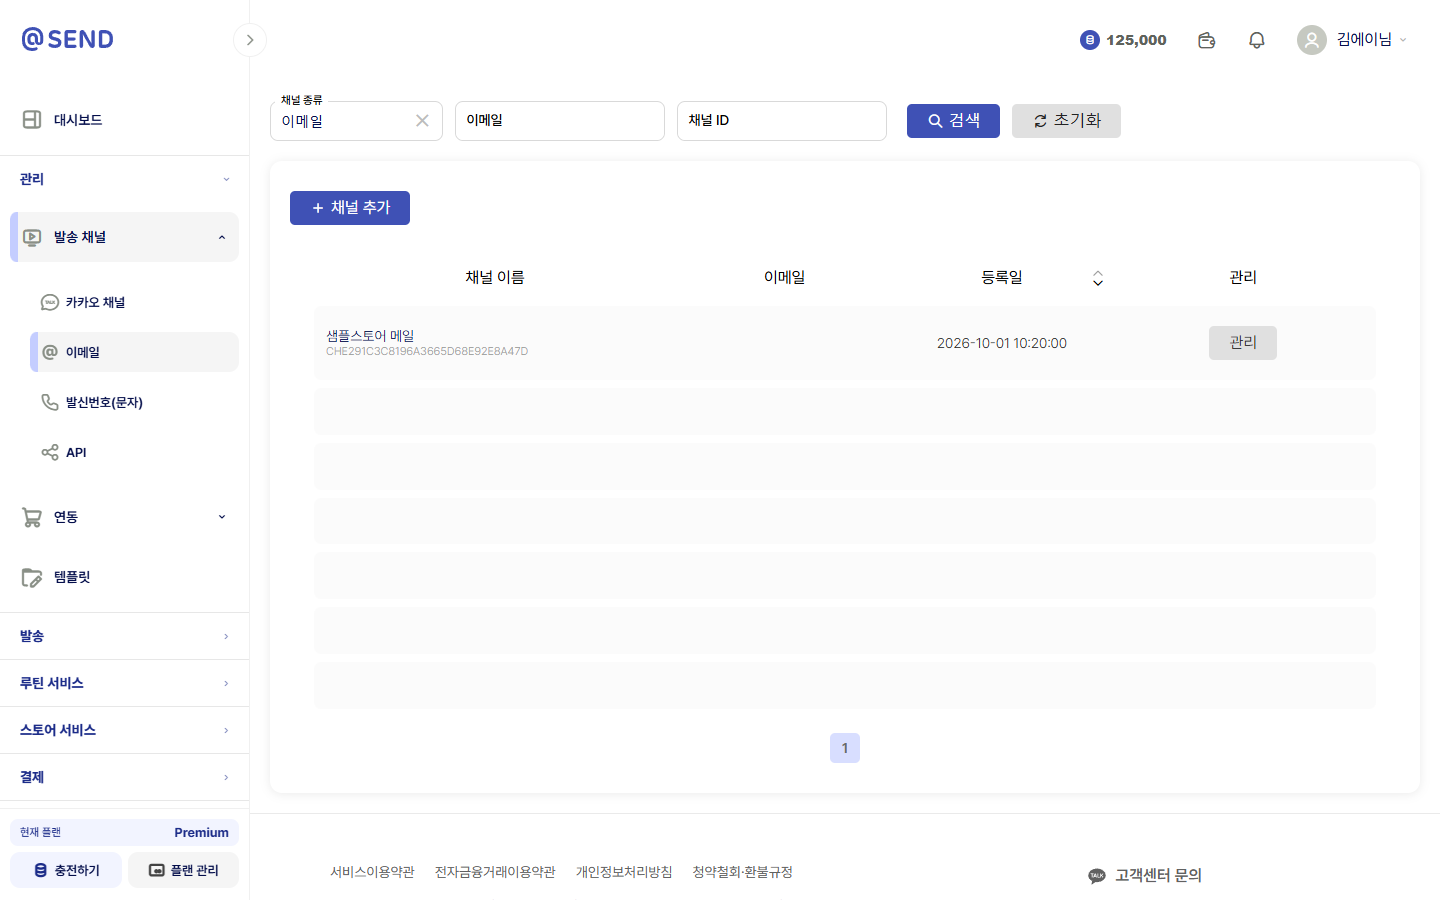 @SEND
125,000
김에이님
대시보드
관리
발송 채널
카카오 채널
이메일
발신번호(문자)
API
연동
템플릿
발송
루틴 서비스
스토어 서비스
결제
현재 플랜 Premium
충전하기 플랜 관리
채널 종류
이메일 이메일 채널 ID 검색 초기화
+ 채널 추가
채널 이름 이메일 등록일 관리
샘플스토어 메일
CHE291C3C8196A3665D68E92E8A47D
2026-10-01 10:20:00 관리
1
서비스이용약관 전자금융거래이용약관 개인정보처리방침 청약철회·환불규정
TALK 고객센터 문의